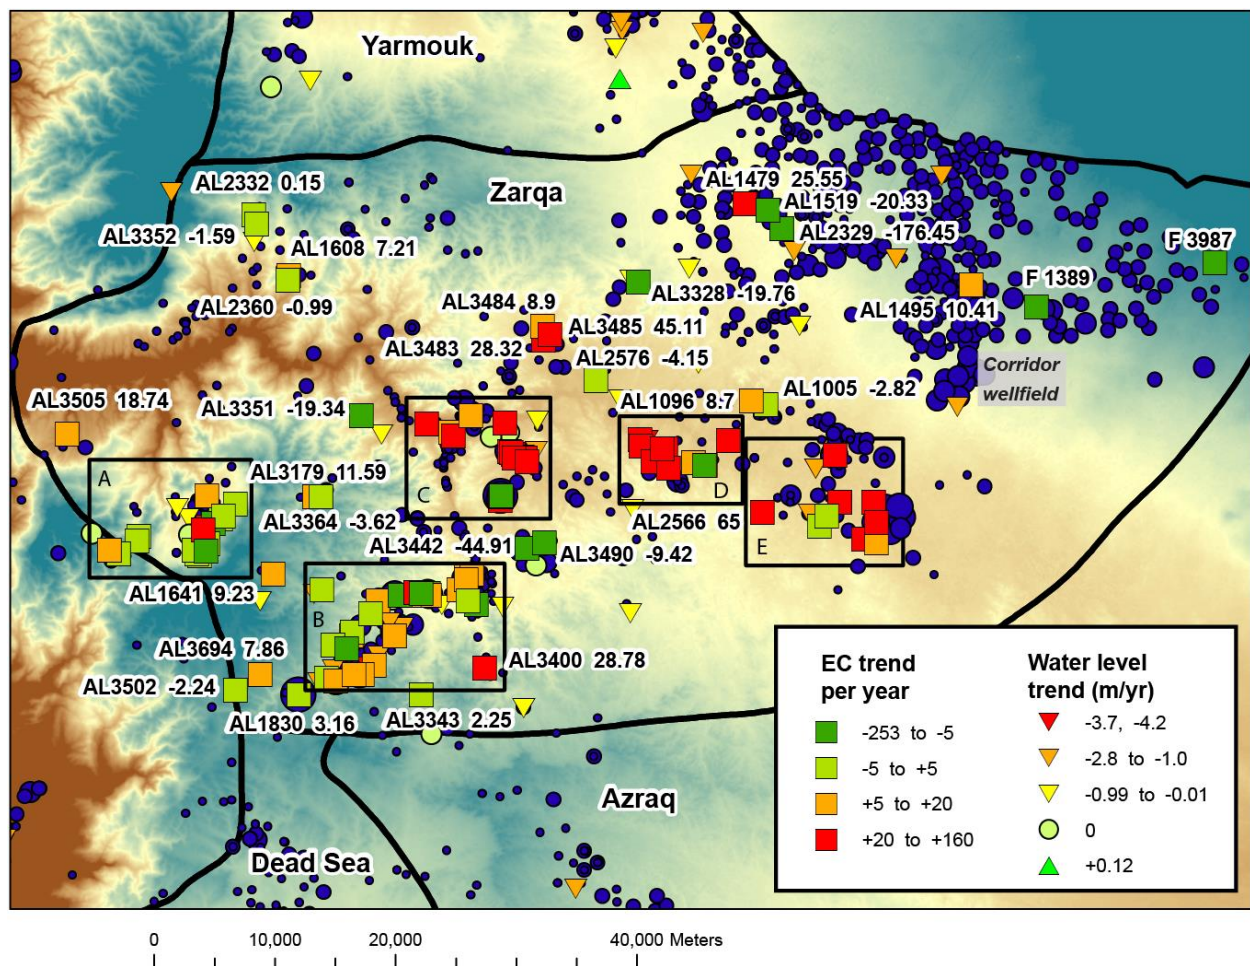 Yarmouk
AL2332 0.15
Zarqa
AL1479 25.55
AL1519 -20.33
AL3352 -1.59
AL1608 7.21
AL2329 -176.45
F 3987
AL2360 -0.99
AL3484 8.9
AL3328 -19.76
AL1495 10.41
F 1389
AL3485 45.11
AL3483 28.32
AL2576 -4.15
Corridor
wellfield
AL3505 18.74
AL3351 -19.34
AL1096 8.7
AL1005 -2.82
A
AL3179 11.59
C
D
AL3364 -3.62
AL2566 65
AL3442 -44.91
AL3490 -9.42
E
AL1641 9.23
B
AL3694 7.86
AL3400 28.78
AL3502 -2.24
AL1830 3.16
AL3343 2.25
Azraq
Dead Sea
EC trend
per year
-253 to -5
-5 to +5
+5 to +20
+20 to +160
Water level
trend (m/yr)
-3.7, -4.2
-2.8 to -1.0
-0.99 to -0.01
0
+0.12
0 10,000 20,000 40,000 Meters